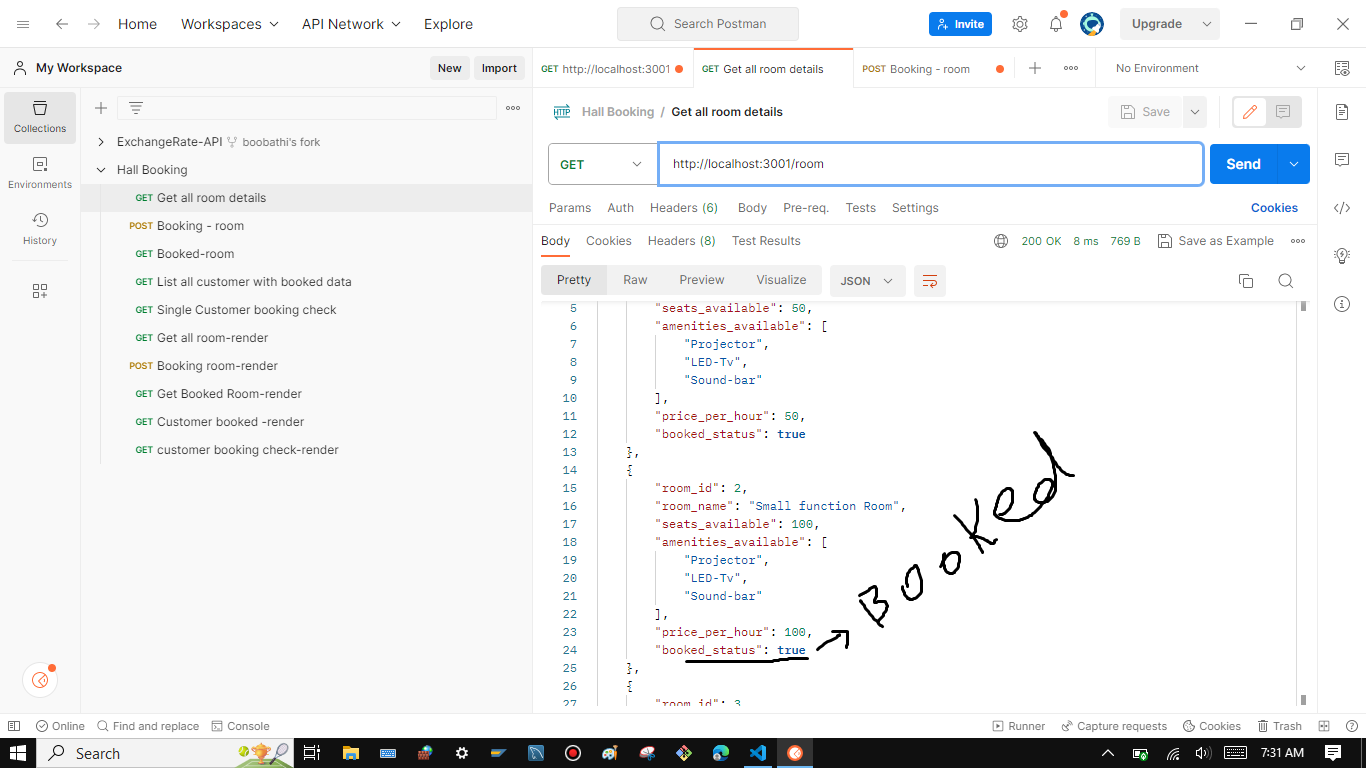 Home Workspaces API Network Explore Search Postman Invite Upgrade
My Workspace New Import GET http://localhost:3001 GET Get all room details POST Booking - room No Environment
Collections
Environments
History
ExchangeRate-API boobathi's fork
Hall Booking
GET Get all room details
POST Booking - room
GET Booked-room
GET List all customer with booked data
GET Single Customer booking check
GET Get all room-render
POST Booking room-render
GET Get Booked Room-render
GET Customer booked -render
GET customer booking check-render
HTTP Hall Booking / Get all room details Save
GET http://localhost:3001/room Send
Params Auth Headers (6) Body Pre-req. Tests Settings Cookies
Body Cookies Headers (8) Test Results 200 OK 8 ms 769 B Save as Example
Pretty Raw Preview Visualize JSON
5 "seats_available": 50,
6 "amenities_available": [
7 "Projector",
8 "LED-Tv",
9 "Sound-bar"
10 ],
11 "price_per_hour": 50,
12 "booked_status": true
13 },
14 {
15 "room_id": 2,
16 "room_name": "Small function Room",
17 "seats_available": 100,
18 "amenities_available": [
19 "Projector",
20 "LED-Tv",
21 "Sound-bar"
22 ],
23 "price_per_hour": 100,
24 "booked_status": true
25 },
26 {
27 "room_id": 3,
BOOKed
Online Find and replace Console Runner Capture requests Cookies Trash
Search 7:31 AM